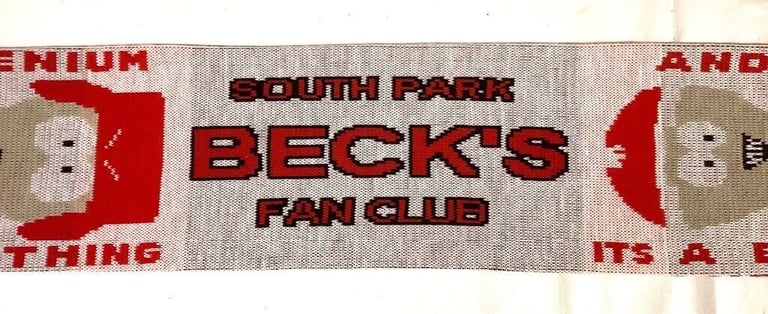 ENIUM
THING
SOUTH PARK
BECK'S
FAN CLUB
AND
ITS A